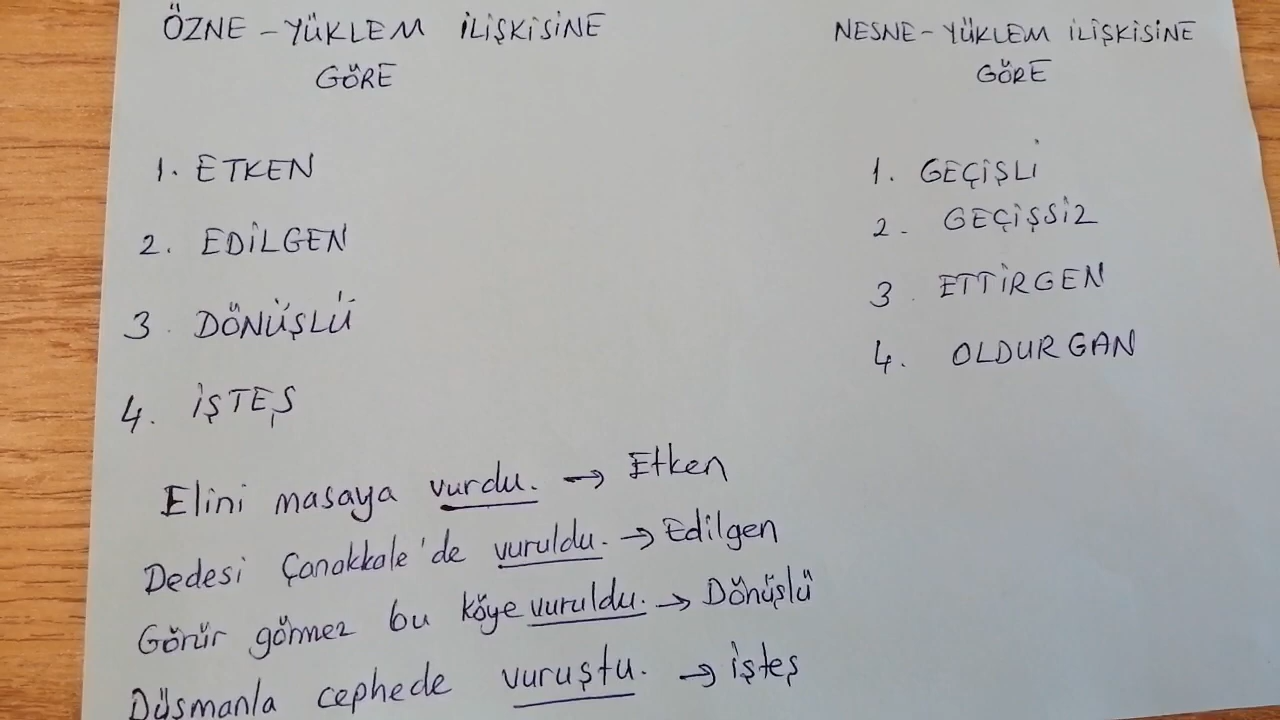 ÖZNE - YÜKLEM İLİŞKİSİNE
GÖRE
1. ETKEN
2. EDİLGEN
3. DÖNÜŞLÜ
4. İŞTEŞ
NESNE - YÜKLEM İLİŞKİSİNE
GÖRE
1. GEÇİŞLİ
2. GEÇİŞSİZ
3. ETTİRGEN
4. OLDURGAN
Elini masaya vurdu. → Etken
Dedesi Çanakkale'de vuruldu. → Edilgen
Görür görmez bu köye vuruldu. → Dönüşlü
Düşmanla cephede vuruştu. → işteş